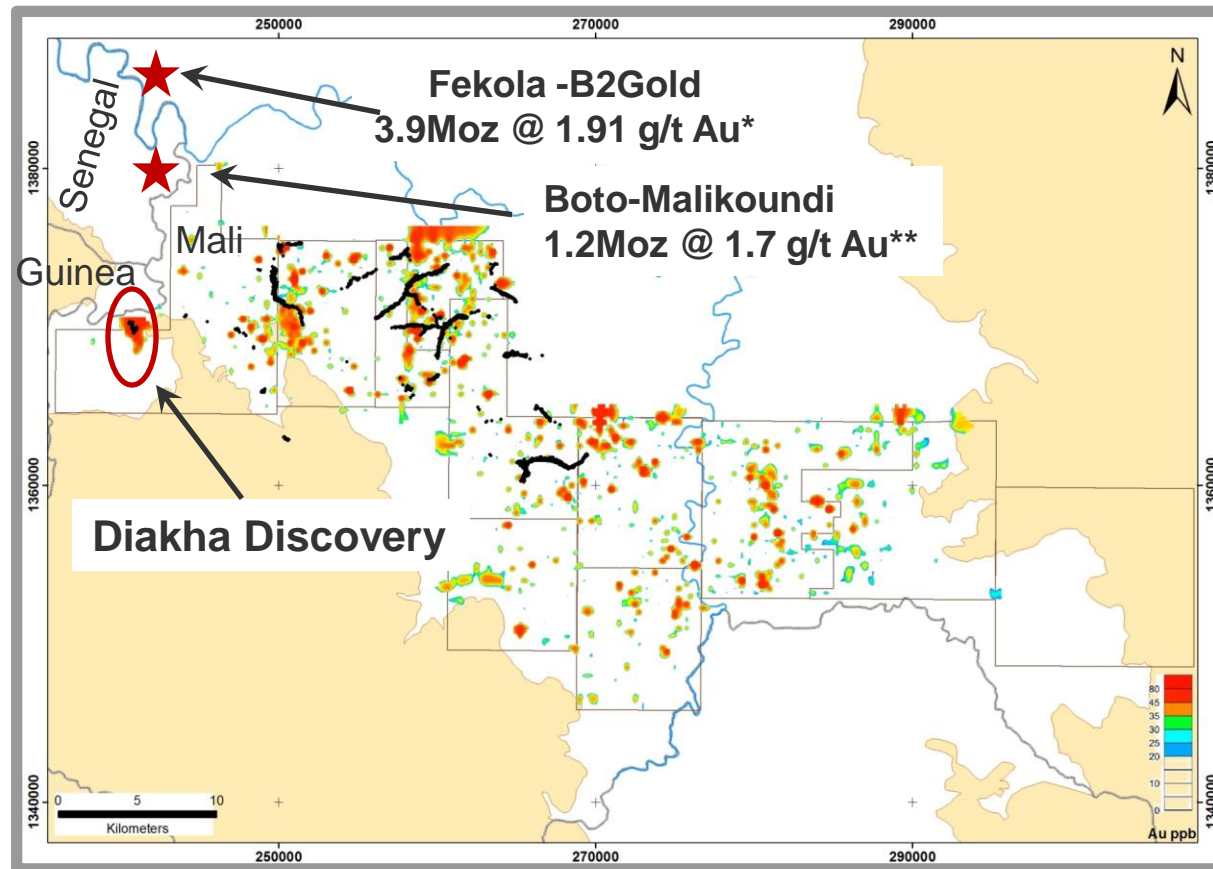 250000
270000
290000
N
Fekola -B2Gold
3.9Moz @ 1.91 g/t Au*
Senegal
1380000
1380000
Boto-Malikoundi
1.2Moz @ 1.7 g/t Au**
Mali
Guinea
1360000
1360000
Diakha Discovery
80
45
35
30
25
20
10
0
Au ppb
1340000
1340000
0 5 10
Kilometers
250000
270000
290000